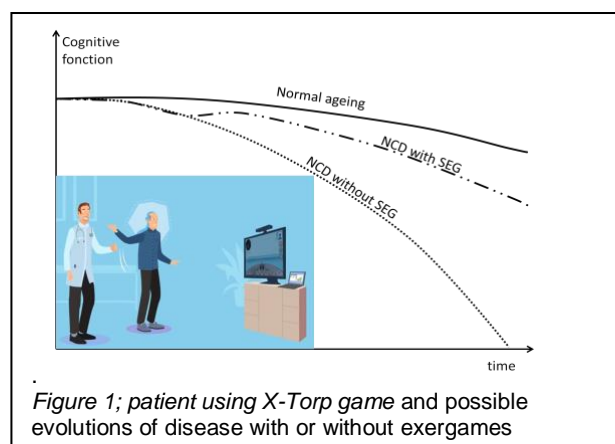 Cognitive
fonction
Normal ageing
NCD with SEG
NCD without SEG
time
.
Figure 1; patient using X-Torp game and possible
evolutions of disease with or without exergames